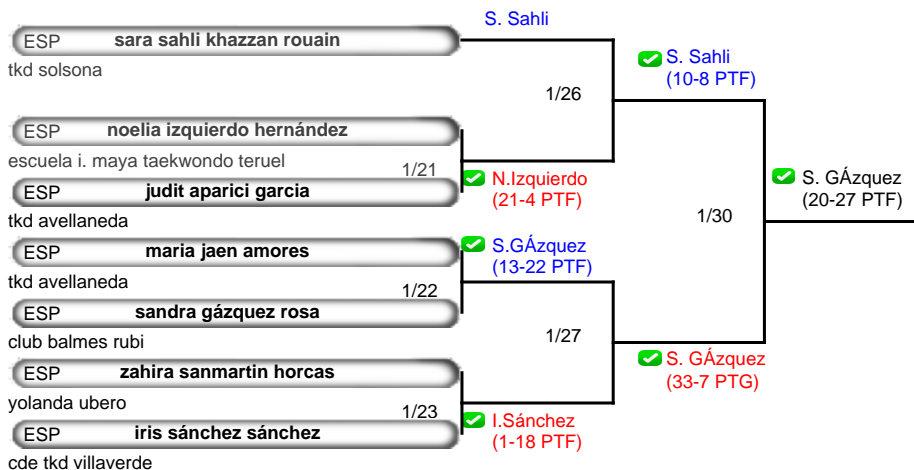 S. Sahli
ESP sara sahli khazzan rouain
tkd solsona
S. Sahli
(10-8 PTF)
1/26
ESP noelia izquierdo hernández
escuela i. maya taekwondo teruel
1/21
N.Izquierdo
(21-4 PTF)
ESP judit aparici garcia
tkd avellaneda
S. GÁzquez
(20-27 PTF)
1/30
ESP maria jaen amores
tkd avellaneda
S.GÁzquez
(13-22 PTF)
1/22
ESP sandra gázquez rosa
club balmes rubi
1/27
ESP zahira sanmartin horcas
yolanda ubero
S. GÁzquez
(33-7 PTG)
1/23
I.Sánchez
(1-18 PTF)
ESP iris sánchez sánchez
cde tkd villaverde